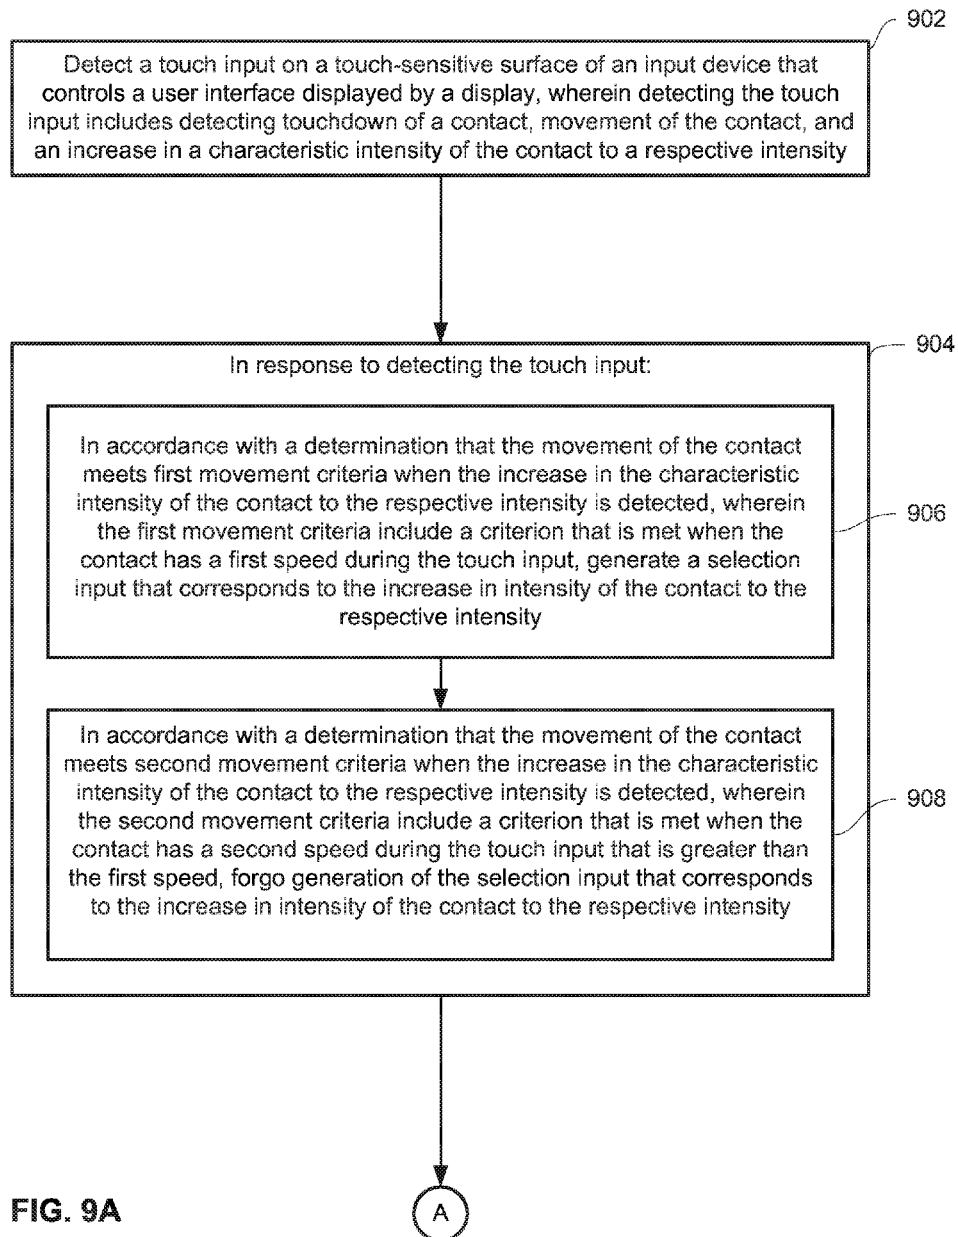 902
Detect a touch input on a touch-sensitive surface of an input device that
controls a user interface displayed by a display, wherein detecting the touch
input includes detecting touchdown of a contact, movement of the contact, and
an increase in a characteristic intensity of the contact to a respective intensity
904
In response to detecting the touch input:
In accordance with a determination that the movement of the contact
meets first movement criteria when the increase in the characteristic
intensity of the contact to the respective intensity is detected, wherein
the first movement criteria include a criterion that is met when the
contact has a first speed during the touch input, generate a selection
input that corresponds to the increase in intensity of the contact to the
respective intensity
906
In accordance with a determination that the movement of the contact
meets second movement criteria when the increase in the characteristic
intensity of the contact to the respective intensity is detected, wherein
the second movement criteria include a criterion that is met when the
contact has a second speed during the touch input that is greater than
the first speed, forgo generation of the selection input that corresponds
to the increase in intensity of the contact to the respective intensity
908
FIG. 9A
A